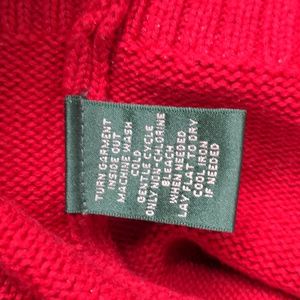 TURN GARMENT
INSIDE OUT
MACHINE WASH
COLD
GENTLE CYCLE
ONLY NON-CHLORINE
BLEACH
WHEN NEEDED
LAY FLAT TO DRY
COOL IRON
IF NEEDED